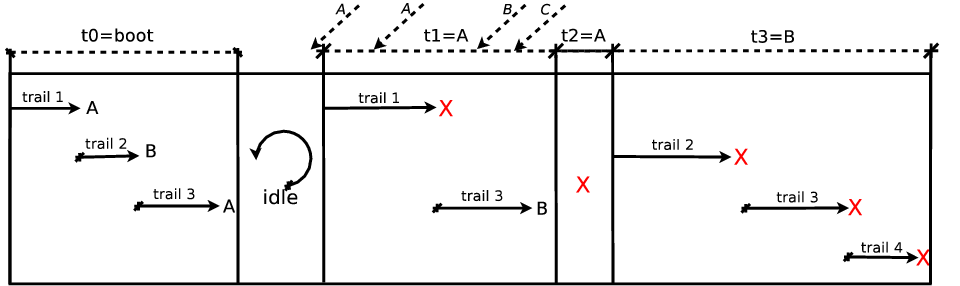 A A B C
t0=boot t1=A t2=A t3=B
trail 1 A trail 1 X
trail 2 B trail 2 X
idle X
trail 3 A trail 3 B trail 3 X
trail 4 X